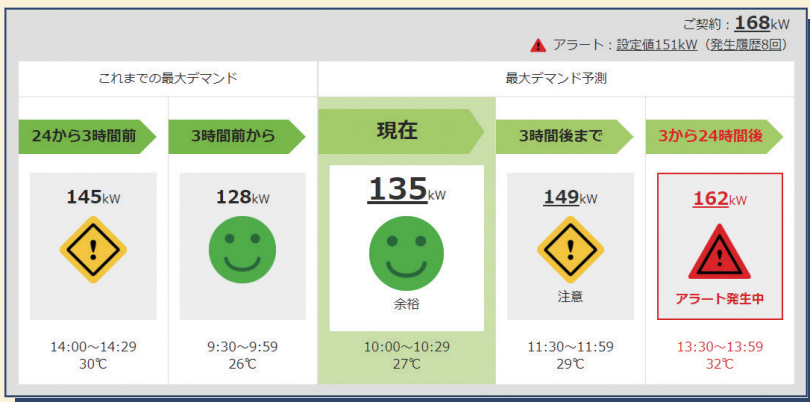 ご契約：168kW
アラート：設定値151kW（発生履歴8回）
これまでの最大デマンド
最大デマンド予測
24から3時間前
3時間前から
現在
3時間後まで
3から24時間後
145kW
128kW
135kW
149kW
162kW
余裕
注意
アラート発生中
14:00～14:29
30℃
9:30～9:59
26℃
10:00～10:29
27℃
11:30～11:59
29℃
13:30～13:59
32℃